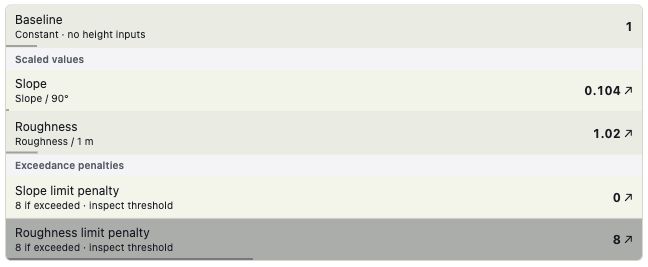 Baseline
Constant · no height inputs
1
Scaled values
Slope
Slope / 90°
0.104 ↗
Roughness
Roughness / 1 m
1.02 ↗
Exceedance penalties
Slope limit penalty
8 if exceeded · inspect threshold
0 ↗
Roughness limit penalty
8 if exceeded · inspect threshold
8 ↗